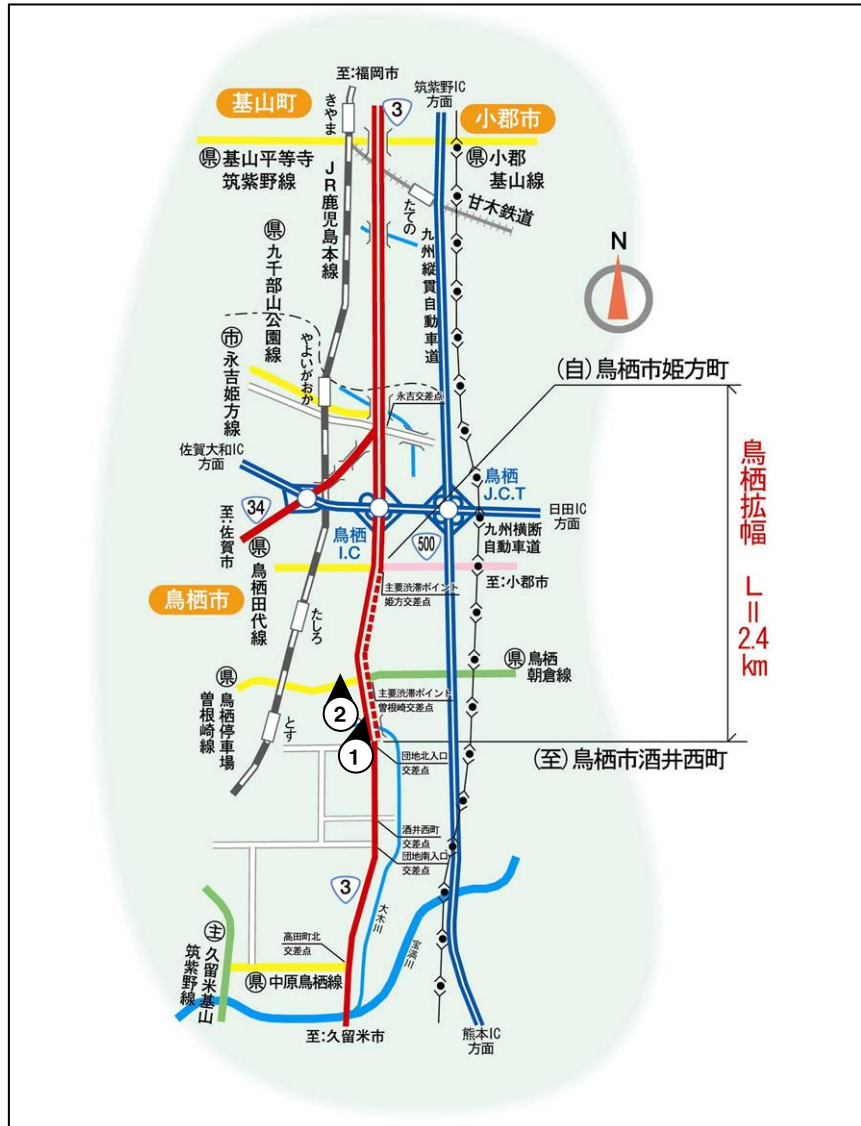 至:福岡市
基山町
きやま
3
筑紫野IC
方面
小郡市
県 基山平等寺
筑紫野線
JR鹿児島本線
県 小郡
基山線
甘木鉄道
たての
九州縦貫自動車道
N
県 九千部山公園線
市 永吉姫方線
やよいがおか
(自)鳥栖市姫方町
永吉交差点
佐賀大和IC
方面
34
至:佐賀市
鳥栖
I.C
鳥栖
J.C.T
500
日田IC
方面
九州横断
自動車道
鳥栖拡幅 L=2.4km
県 鳥栖田代線
鳥栖市
たしろ
主要渋滞ポイント
姫方交差点
至:小郡市
県 鳥栖
朝倉線
県 鳥栖停車場
曽根崎線
とす
2
1
主要渋滞ポイント
曽根崎交差点
(至)鳥栖市酒井西町
団地北入口
交差点
酒井西町
交差点
団地南入口
交差点
3
大木川
宝満川
主 久留米基山
筑紫野線
高田町北
交差点
県 中原鳥栖線
至:久留米市
熊本IC
方面